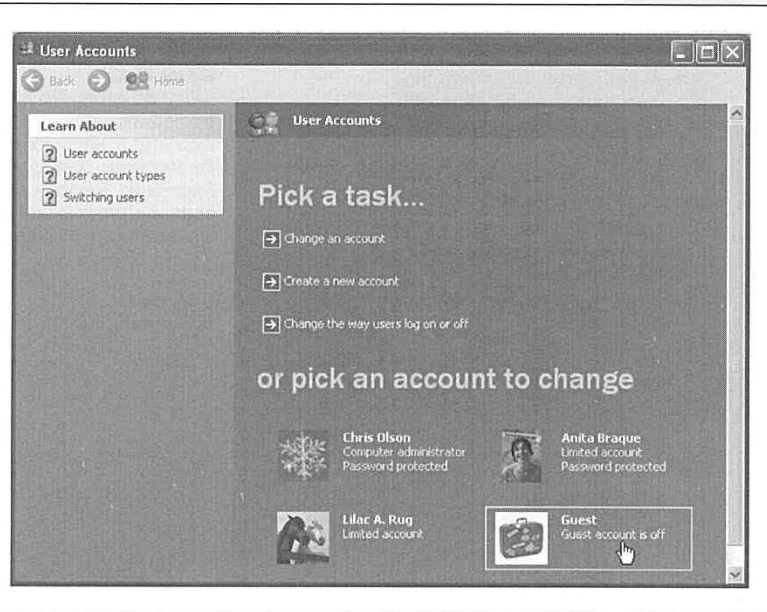 User Accounts
Back Home
Learn About
User accounts
User account types
Switching users
User Accounts
Pick a task...
Change an account
Create a new account
Change the way users log on or off
or pick an account to change
Chris Olson
Computer administrator
Password protected
Anita Braque
Limited account
Password protected
Lilac A. Rug
Limited account
Guest
Guest account is off